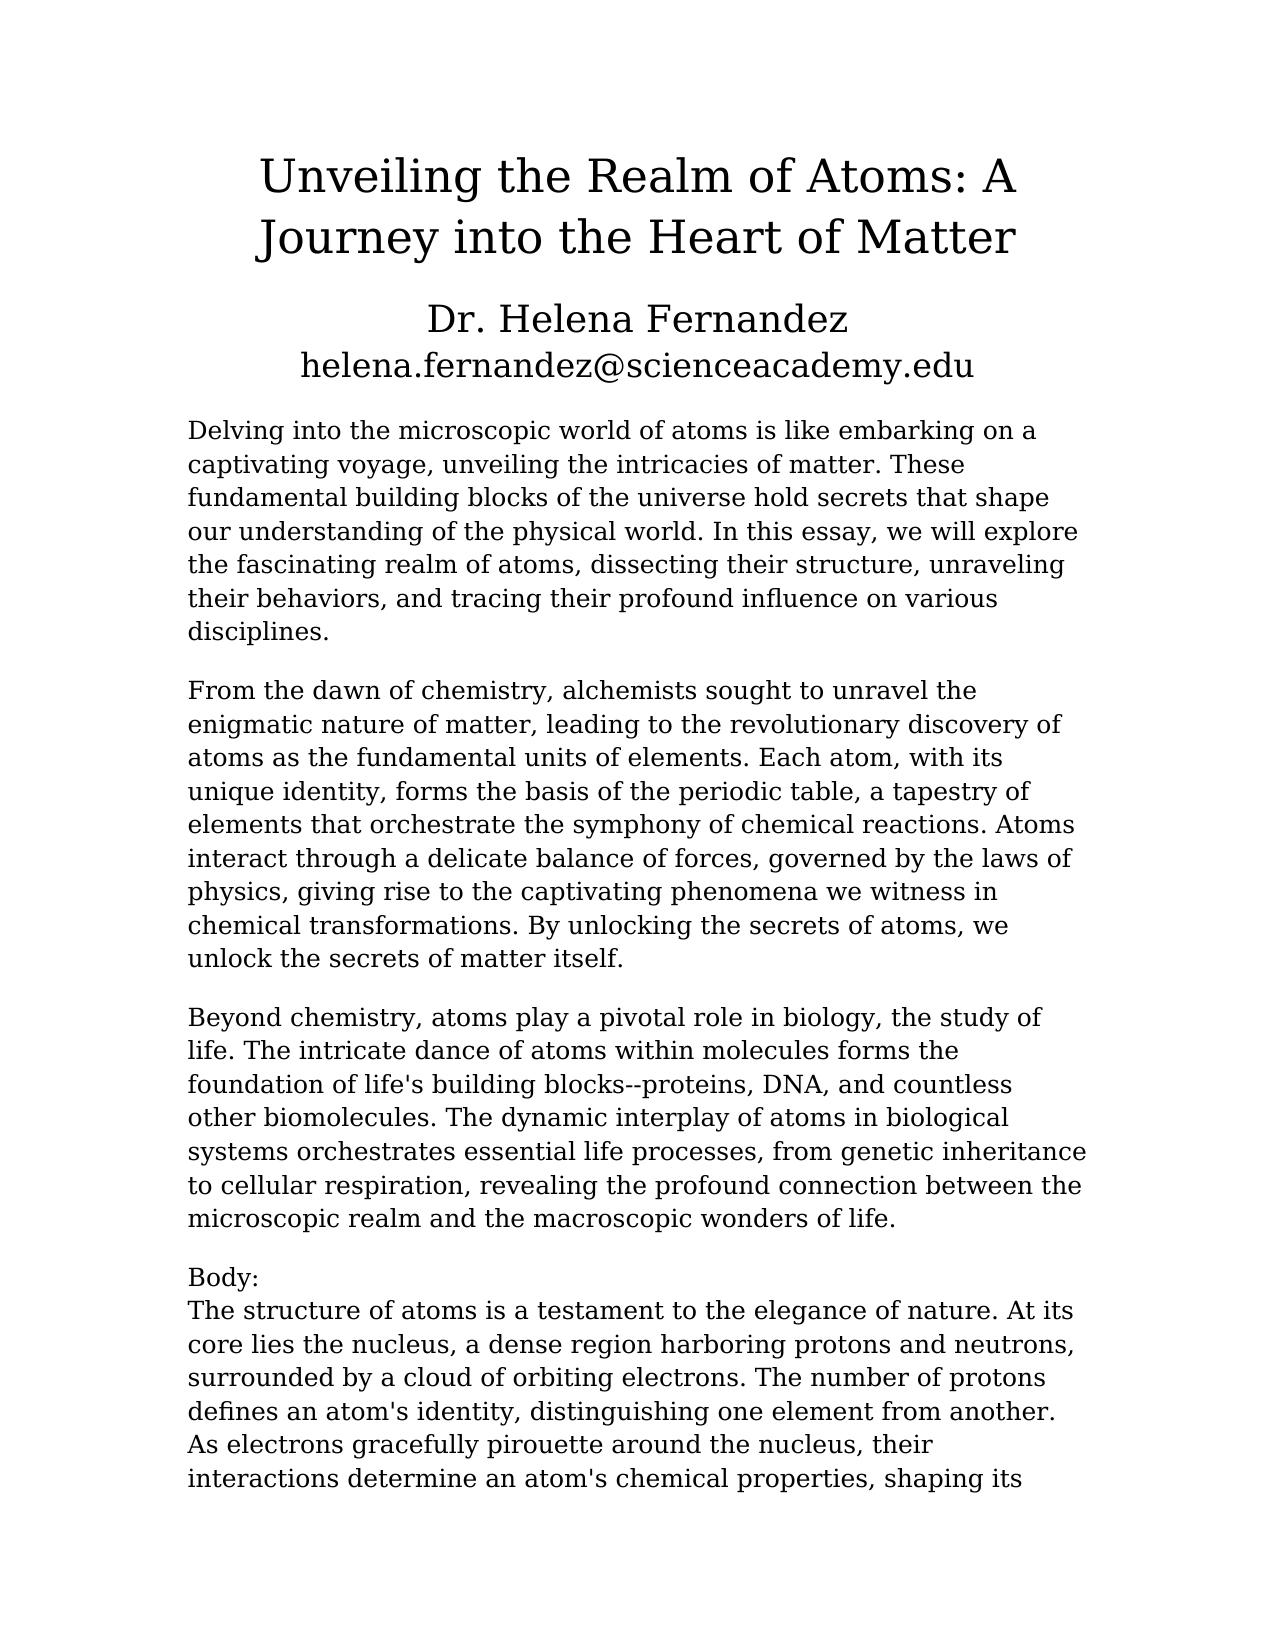 Unveiling the Realm of Atoms: A
Journey into the Heart of Matter
Dr. Helena Fernandez
helena.fernandez@scienceacademy.edu
Delving into the microscopic world of atoms is like embarking on a
captivating voyage, unveiling the intricacies of matter. These
fundamental building blocks of the universe hold secrets that shape
our understanding of the physical world. In this essay, we will explore
the fascinating realm of atoms, dissecting their structure, unraveling
their behaviors, and tracing their profound influence on various
disciplines.
From the dawn of chemistry, alchemists sought to unravel the
enigmatic nature of matter, leading to the revolutionary discovery of
atoms as the fundamental units of elements. Each atom, with its
unique identity, forms the basis of the periodic table, a tapestry of
elements that orchestrate the symphony of chemical reactions. Atoms
interact through a delicate balance of forces, governed by the laws of
physics, giving rise to the captivating phenomena we witness in
chemical transformations. By unlocking the secrets of atoms, we
unlock the secrets of matter itself.
Beyond chemistry, atoms play a pivotal role in biology, the study of
life. The intricate dance of atoms within molecules forms the
foundation of life's building blocks--proteins, DNA, and countless
other biomolecules. The dynamic interplay of atoms in biological
systems orchestrates essential life processes, from genetic inheritance
to cellular respiration, revealing the profound connection between the
microscopic realm and the macroscopic wonders of life.
Body:
The structure of atoms is a testament to the elegance of nature. At its
core lies the nucleus, a dense region harboring protons and neutrons,
surrounded by a cloud of orbiting electrons. The number of protons
defines an atom's identity, distinguishing one element from another.
As electrons gracefully pirouette around the nucleus, their
interactions determine an atom's chemical properties, shaping its